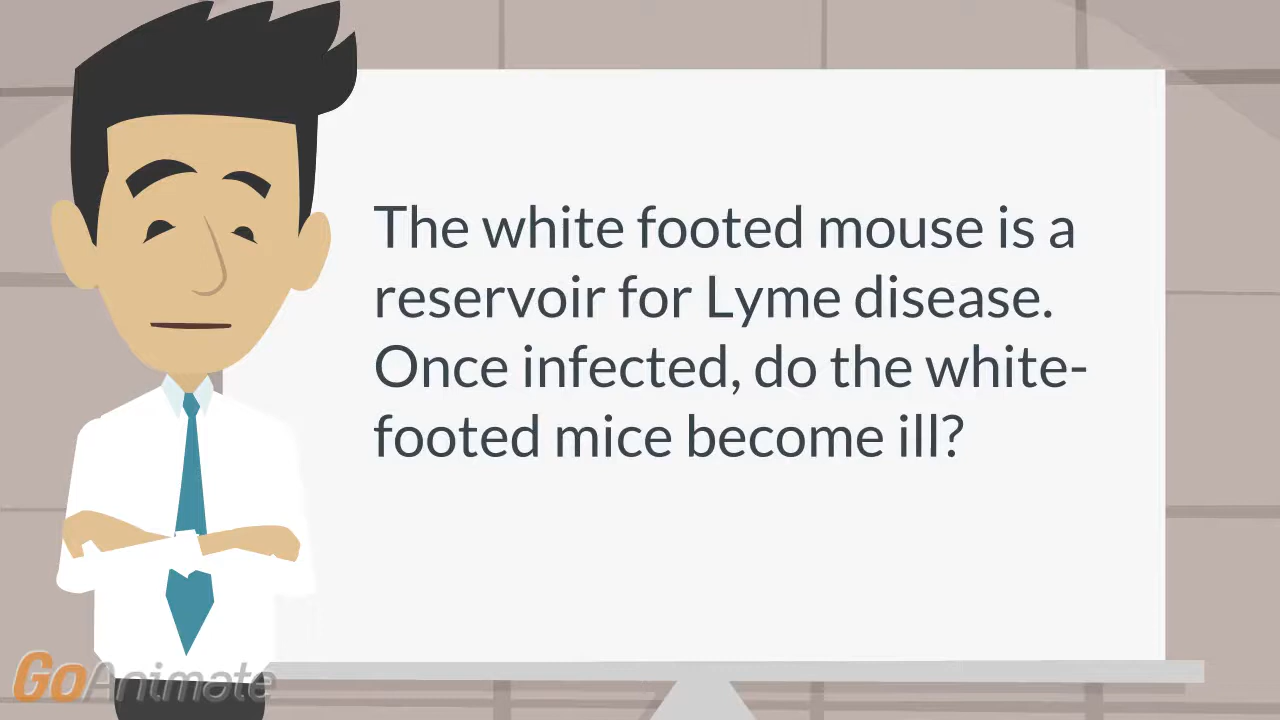 The white footed mouse is a
reservoir for Lyme disease.
Once infected, do the white-
footed mice become ill?
GoAnimate